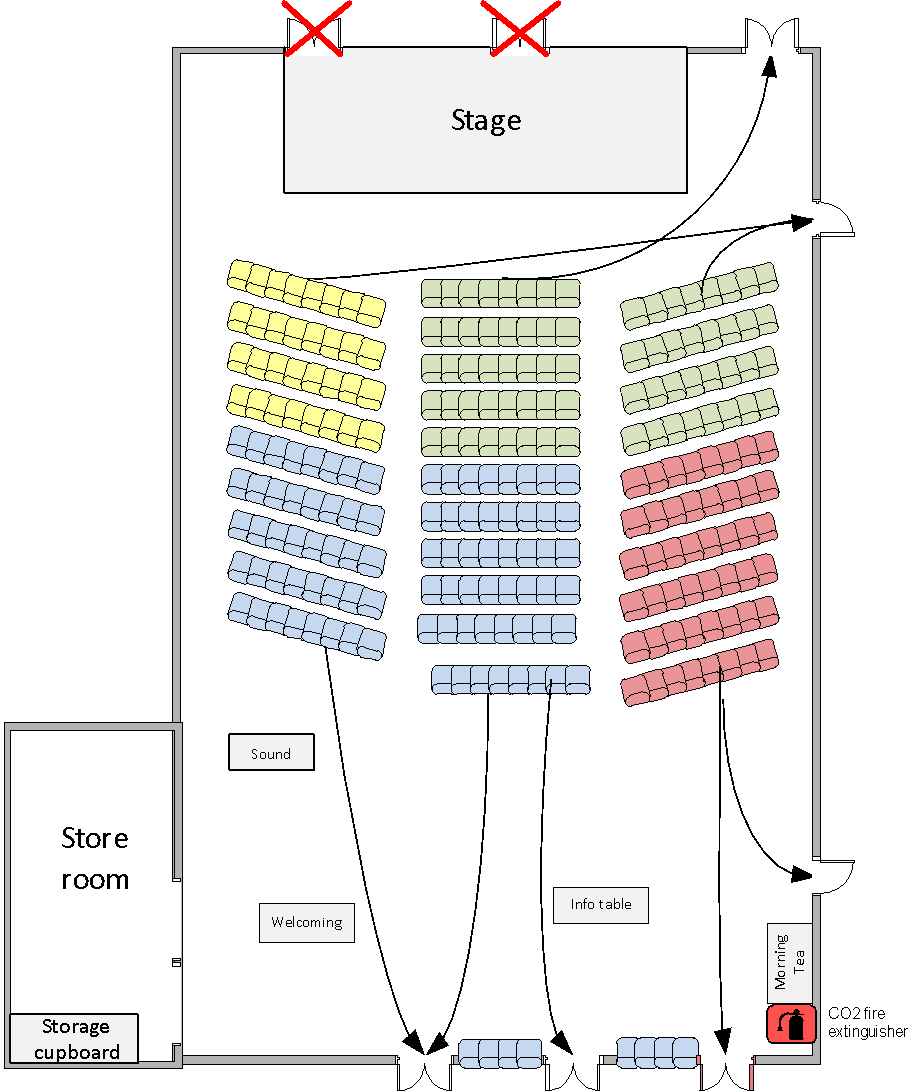 Stage
Sound
Store
room
Welcoming
Info table
Morning
Tea
CO2 fire
extinguisher
Storage
cupboard